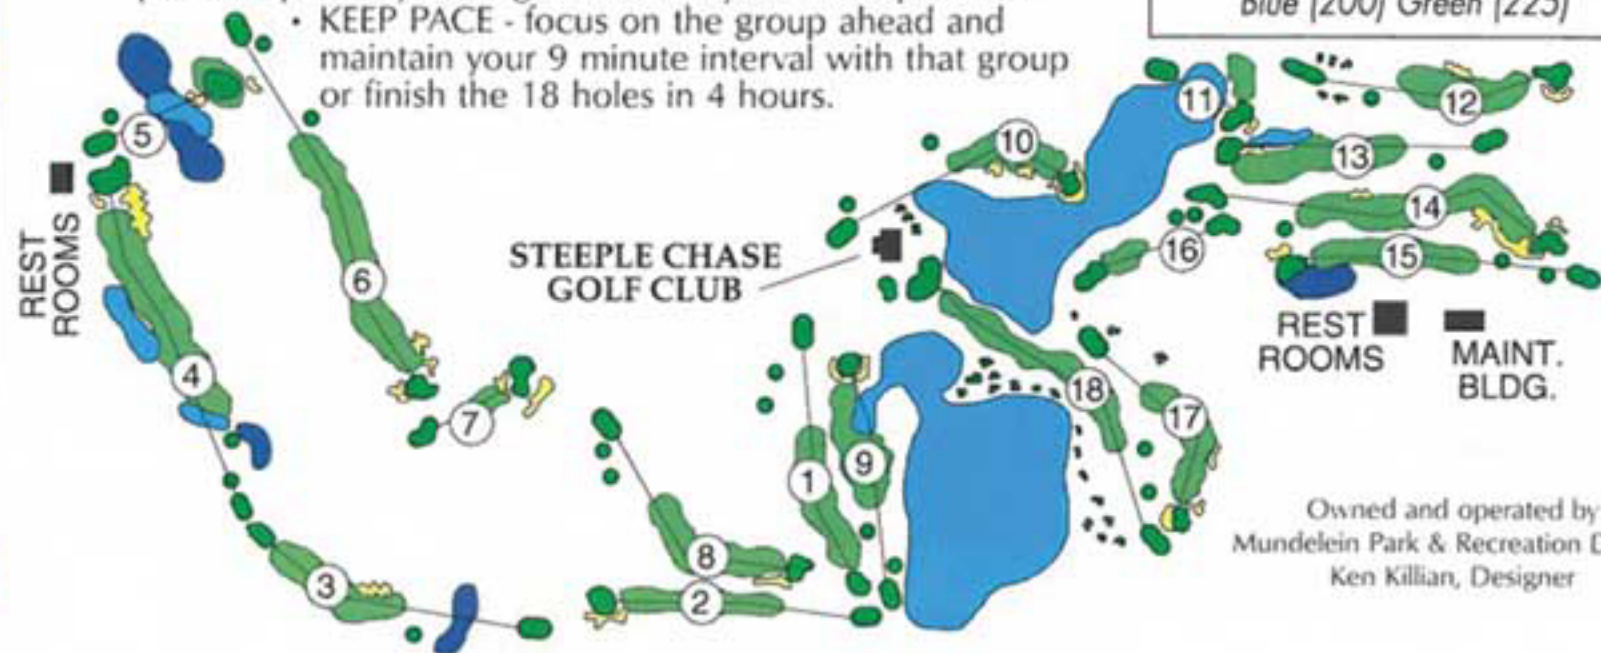 • KEEP PACE - focus on the group ahead and
maintain your 9 minute interval with that group
or finish the 18 holes in 4 hours.
Blue (200) Green (225)
5
REST
ROOMS
6
4
7
3
STEEPLE CHASE
GOLF CLUB
10
11
12
13
14
15
16
REST
ROOMS
MAINT.
BLDG.
1
9
18
17
8
2
Owned and operated by
Mundelein Park & Recreation
Ken Killian, Designer